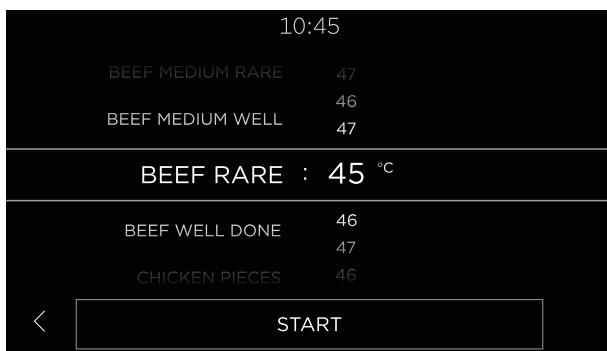 10:45
BEEF MEDIUM RARE 47
46
BEEF MEDIUM WELL 47
BEEF RARE : 45 °C
46
BEEF WELL DONE
47
CHICKEN PIECES 46
< START